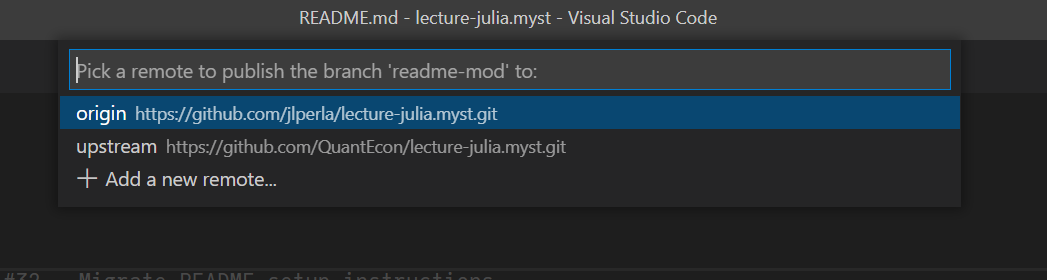 README.md - lecture-julia.myst - Visual Studio Code
Pick a remote to publish the branch 'readme-mod' to:
origin https://github.com/jlperla/lecture-julia.myst.git
upstream https://github.com/QuantEcon/lecture-julia.myst.git
+ Add a new remote...
#32 Migrate README setup instructions